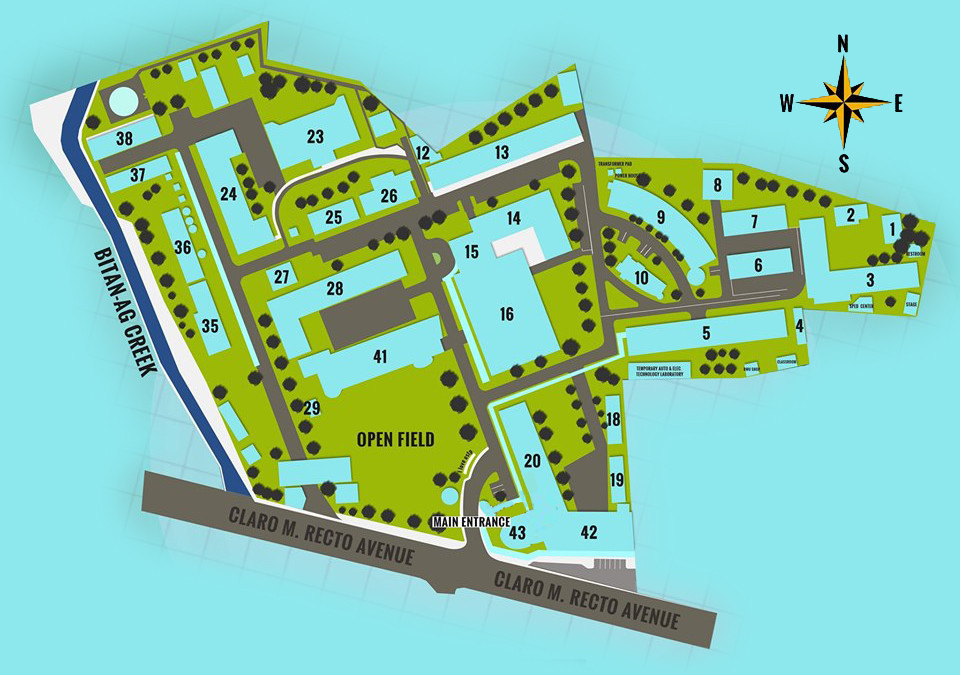 N
W E
S
38
37
36
35
24
23
25
26
27
28
41
29
12
13
14
15
16
TRANSFORMER PAD
POWER HOUSE
8
9
10
7
6
2
1
RESTROOM
3
SPED CENTER
STAGE
5
4
TEMPORARY AUTO & ELEC
TECHNOLOGY LABORATORY
CLASSROOM
18
19
20
OPEN FIELD
MAIN ENTRANCE
43
42
BITAN-AG CREEK
CLARO M. RECTO AVENUE
CLARO M. RECTO AVENUE